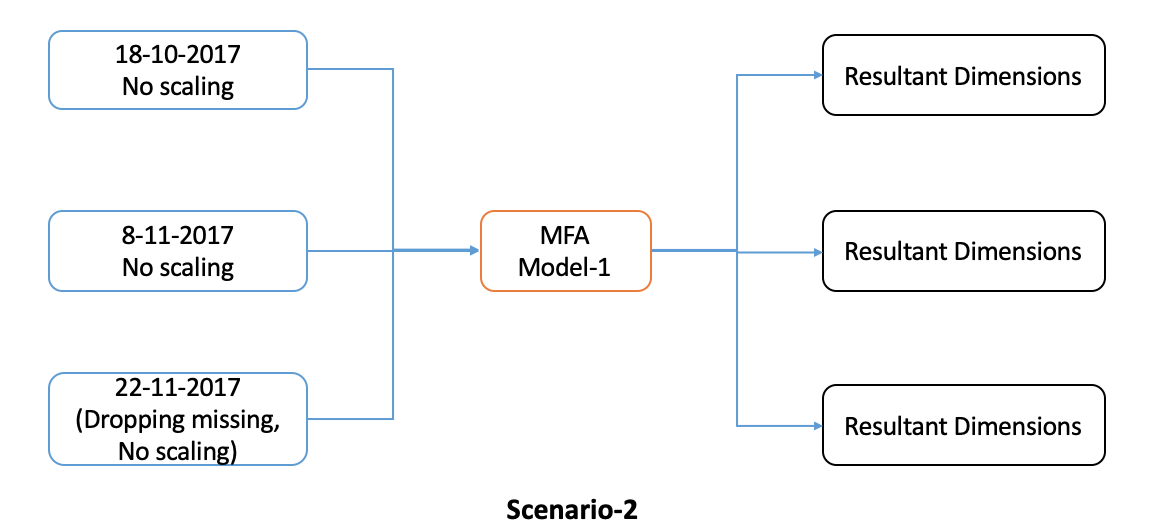 18-10-2017
No scaling
8-11-2017
No scaling
22-11-2017
(Dropping missing,
No scaling)
MFA
Model-1
Resultant Dimensions
Resultant Dimensions
Resultant Dimensions
Scenario-2